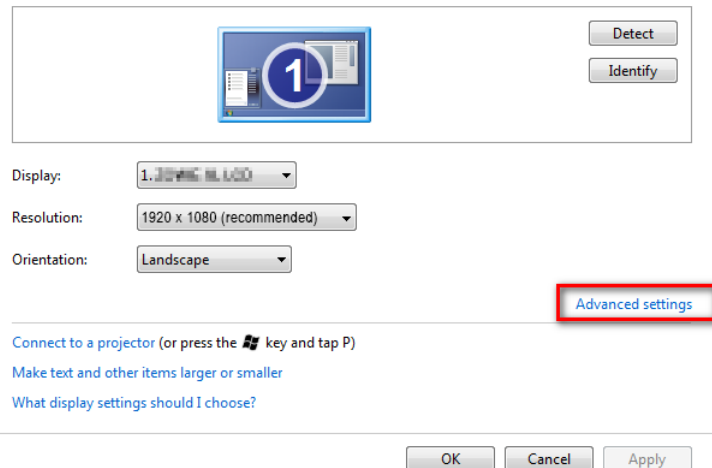 Detect
1
Identify
Display: 1.
Resolution: 1920 x 1080 (recommended)
Orientation: Landscape
Advanced settings
Connect to a projector (or press the key and tap P)
Make text and other items larger or smaller
What display settings should I choose?
OK Cancel Apply